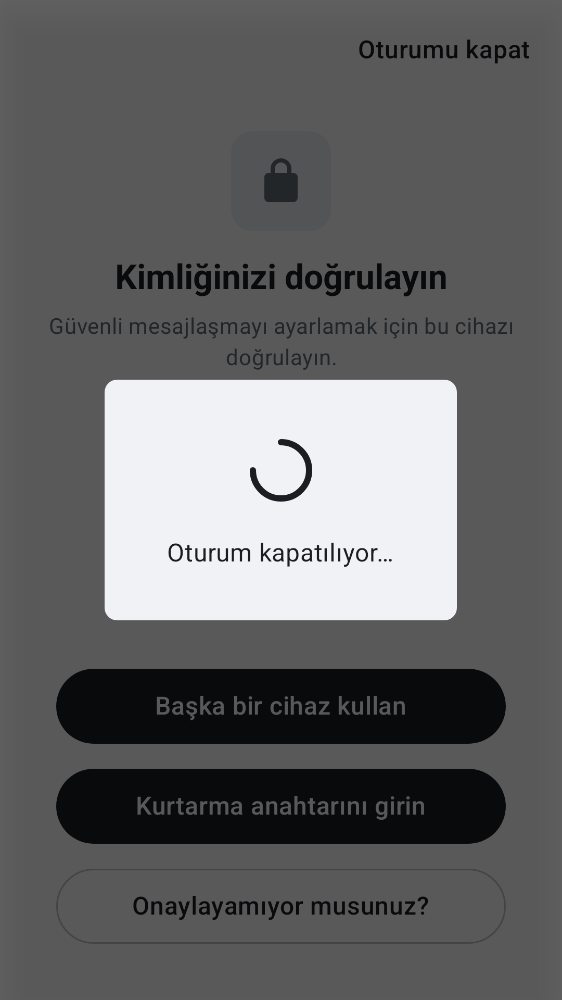 Oturumu kapat
Kimliğinizi doğrulayın
Güvenli mesajlaşmayı ayarlamak için bu cihazı
doğrulayın.
Oturum kapatılıyor…
Başka bir cihaz kullan
Kurtarma anahtarını girin
Onaylayamıyor musunuz?